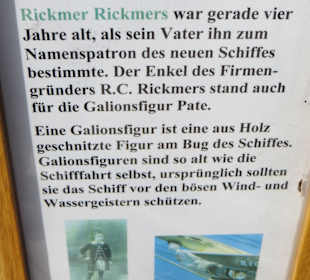 Rickmer Rickmers war gerade vier
Jahre alt, als sein Vater ihn zum
Namenspatron des neuen Schiffes
bestimmte. Der Enkel des Firmen-
gründers R.C. Rickmers stand auch
für die Galionsfigur Pate.
Eine Galionsfigur ist eine aus Holz
geschnitzte Figur am Bug des Schiffes.
Galionsfiguren sind so alt wie die
Schifffahrt selbst, ursprünglich sollten
sie das Schiff vor den bösen Wind- und
Wassergeistern schützen.